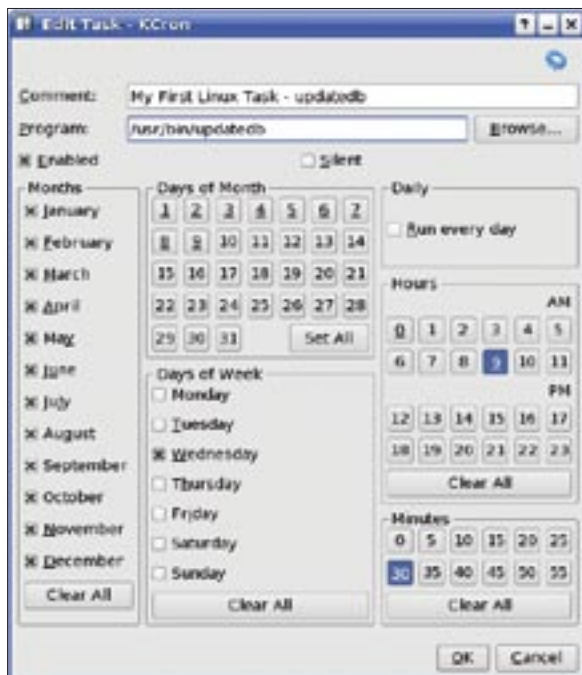 Edit Task - KCron
Comment: My First Linux Task - updatedb
Program: /usr/bin/updatedb Browse...
Enabled Silent
Months
January
February
March
April
May
June
July
August
September
October
November
December
Clear All
Days of Month
1 2 3 4 5 6 7
8 9 10 11 12 13 14
15 16 17 18 19 20 21
22 23 24 25 26 27 28
29 30 31 Set All
Days of Week
Monday
Tuesday
Wednesday
Thursday
Friday
Saturday
Sunday
Clear All
Daily
Run every day
Hours
AM
0 1 2 3 4 5
6 7 8 9 10 11
PM
12 13 14 15 16 17
18 19 20 21 22 23
Clear All
Minutes
0 5 10 15 20 25
30 35 40 45 50 55
Clear All
OK Cancel